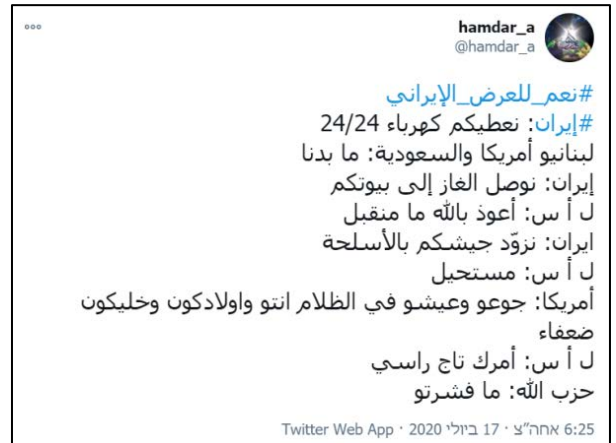 hamdar_a
@hamdar_a
#نعم_للعرض_الإيراني
#إيران: نعطيكم كهرباء 24/24
لبنانيو أمريكا والسعودية: ما بدنا
إيران: نوصل الغاز إلى بيوتكم
ل أ س: أعوذ بالله ما منقبل
ايران: نزوّد جيشكم بالأسلحة
ل أ س: مستحيل
أمريكا: جوعو وعيشو في الظلام انتو واولادكون وخليكون
ضعفاء
ل أ س: أمرك تاج راسي
حزب الله: ما فشرتو
6:25 אחה"צ · 17 ביולי 2020 · Twitter Web App